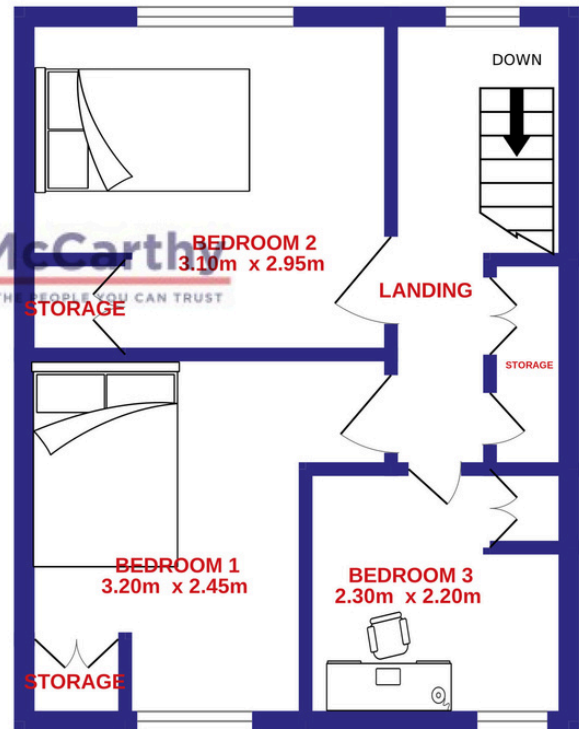 DOWN
McCarthy
THE PEOPLE YOU CAN TRUST
BEDROOM 2
3.10m x 2.95m
STORAGE
LANDING
STORAGE
BEDROOM 1
3.20m x 2.45m
BEDROOM 3
2.30m x 2.20m
STORAGE